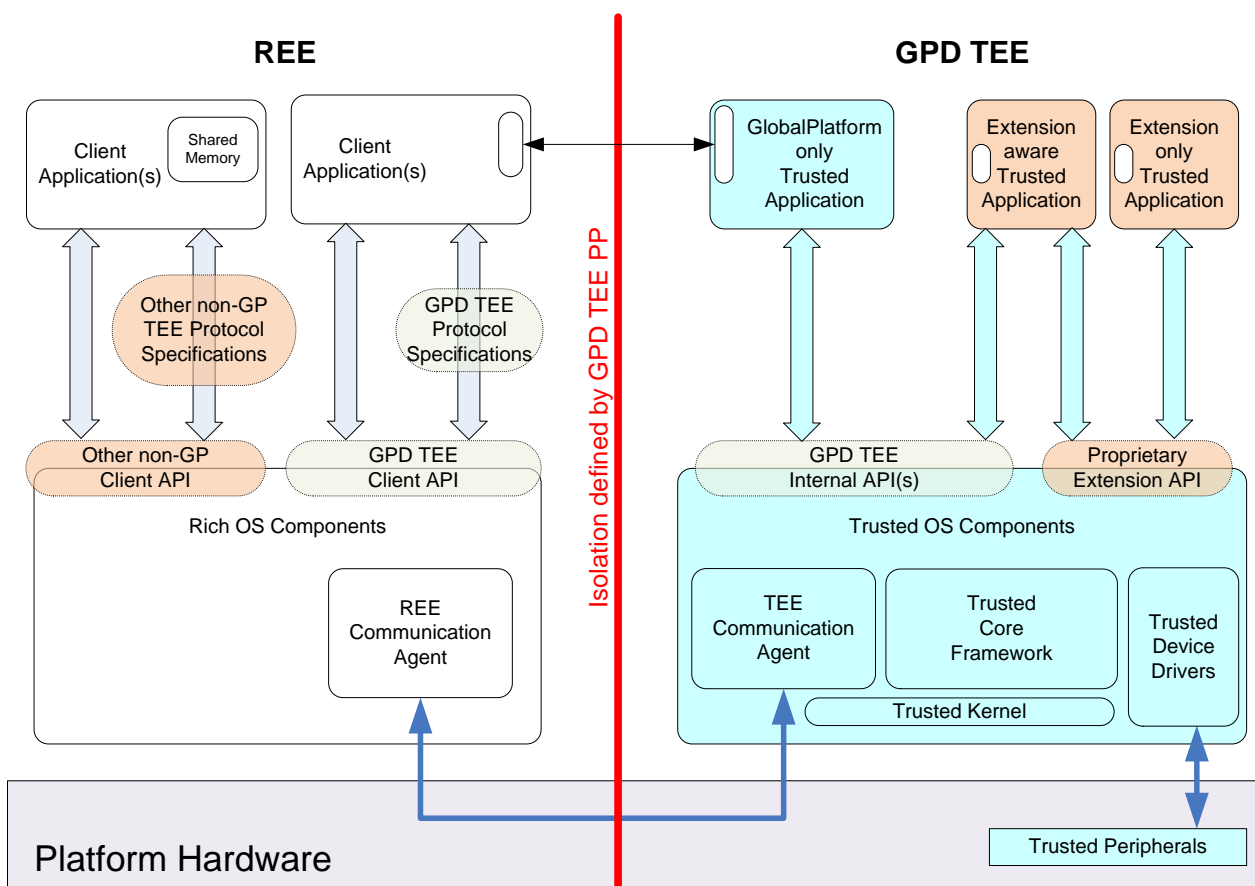 REE
GPD TEE
Client
Application(s)
Shared
Memory
Client
Application(s)
GlobalPlatform
only
Trusted
Application
Extension
aware
Trusted
Application
Extension
only
Trusted
Application
Other non-GP
TEE Protocol
Specifications
GPD TEE
Protocol
Specifications
Isolation defined by GPD TEE PP
Other non-GP
Client API
GPD TEE
Client API
GPD TEE
Internal API(s)
Proprietary
Extension API
Rich OS Components
Trusted OS Components
REE
Communication
Agent
TEE
Communication
Agent
Trusted
Core
Framework
Trusted
Device
Drivers
Trusted Kernel
Platform Hardware
Trusted Peripherals